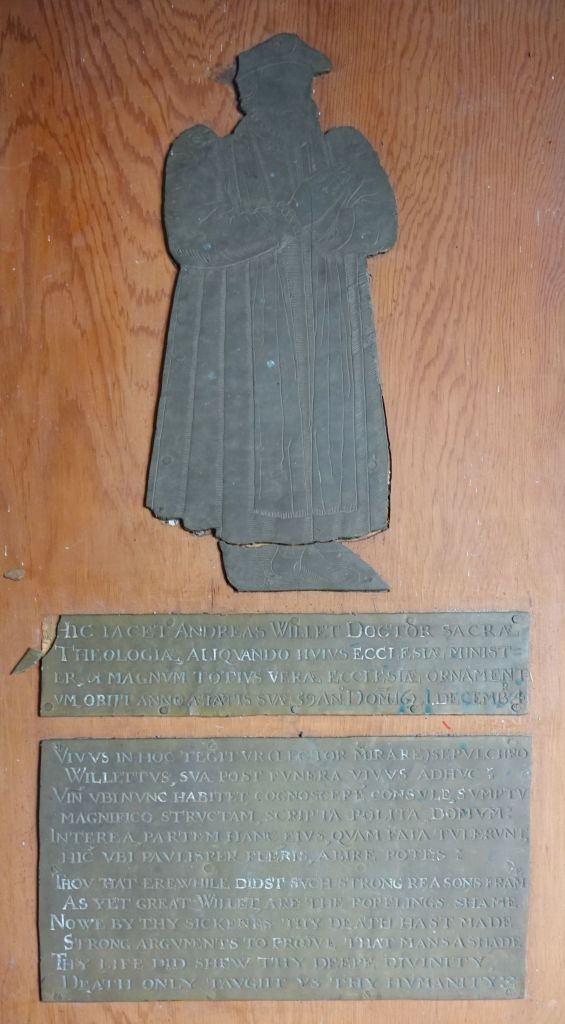 HIC IACET ANDREAS WILLET DOCTOR SACRÆ
THEOLOGIÆ, ALIQVANDO HVIVS ECCLESIÆ MINIST-
ER, & MAGNVM TOTIVS VERÆ ECCLESIÆ ORNAMENT
VM, OBIJT ANNO ÆTATIS SVÆ 59 AN DOM 1621 DECEMB 4
VIVVS IN HOC TEGITVR (LECTOR MIRARE) SEPVLCHRO
WILLETTVS, SVA POST FVNERA VIVVS ADHVC
VIN VBI NVNC HABITET COGNOSCERE, CONSVLE, SVMPTV
MAGNIFICO STRVCTAM, SCRIPTA POLITA, DOMVM:
INTEREA, PARTEM HANC EIVS, QVAM FATA TVLERVNT,
HIC VBI PAVLISPER FLERIS, ABIRE POTES:
THOV THAT EREWHILE DIDST SVCH STRONG REASONS FRAM
AS YET GREAT WILLET ARE THE POPELINGS SHAME
NOWE BY THY SICKENES THY DEATH HAST MADE
STRONG ARGVMENTS TO PROVE THAT MANS A SHADE
THY LIFE DID SHEW THY DEEPE DIVINITY
DEATH ONLY TAVGHT VS THY HVMANITY: